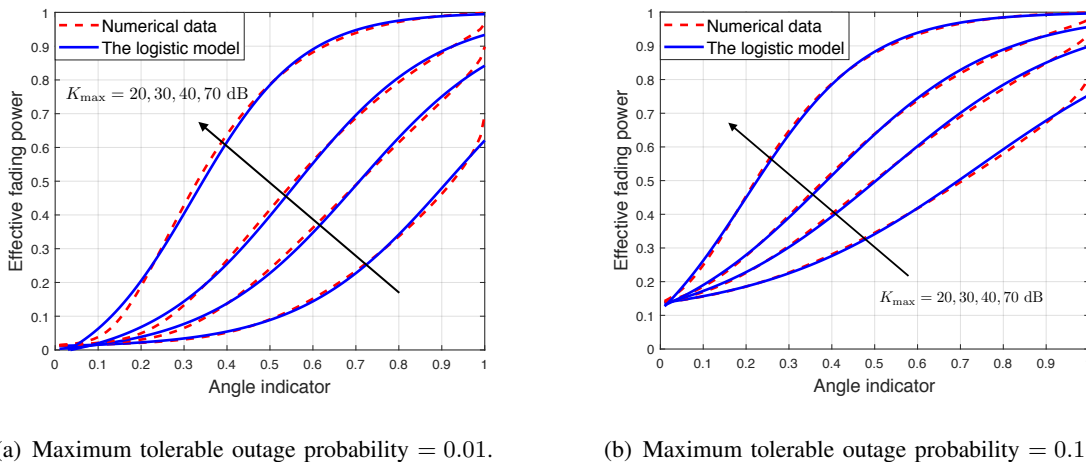 Numerical data
The logistic model
K_max = 20, 30, 40, 70 dB
Effective fading power
1
0.9
0.8
0.7
0.6
0.5
0.4
0.3
0.2
0.1
0
0 0.1 0.2 0.3 0.4 0.5 0.6 0.7 0.8 0.9 1
Angle indicator
(a) Maximum tolerable outage probability = 0.01.
Numerical data
The logistic model
K_max = 20, 30, 40, 70 dB
Effective fading power
1
0.9
0.8
0.7
0.6
0.5
0.4
0.3
0.2
0.1
0
0 0.1 0.2 0.3 0.4 0.5 0.6 0.7 0.8 0.9
Angle indicator
(b) Maximum tolerable outage probability = 0.1